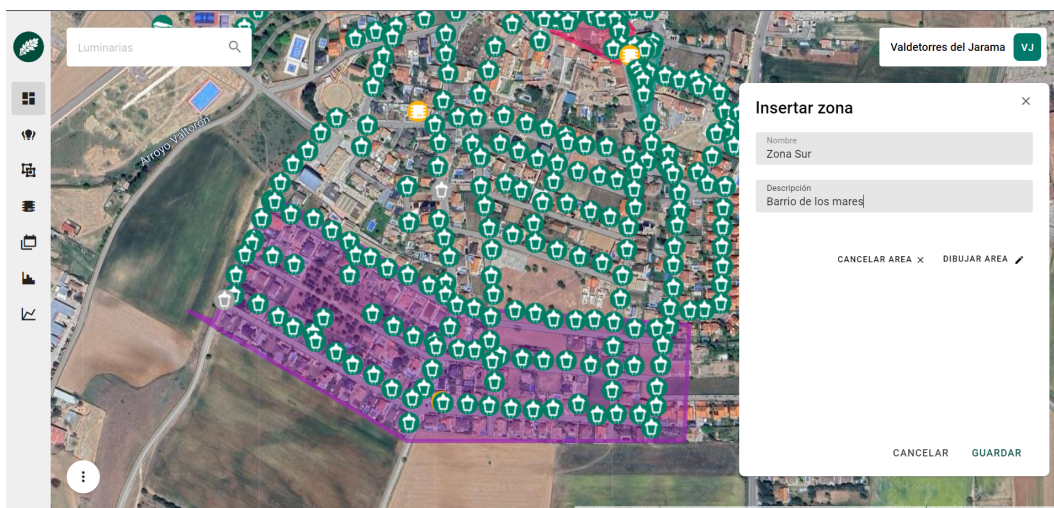 Luminarias
Valdetorres del Jarama
VJ
Arroyo Valtorón
Insertar zona
Nombre
Zona Sur
Descripción
Barrio de los mares
CANCELAR AREA
DIBUJAR AREA
CANCELAR
GUARDAR